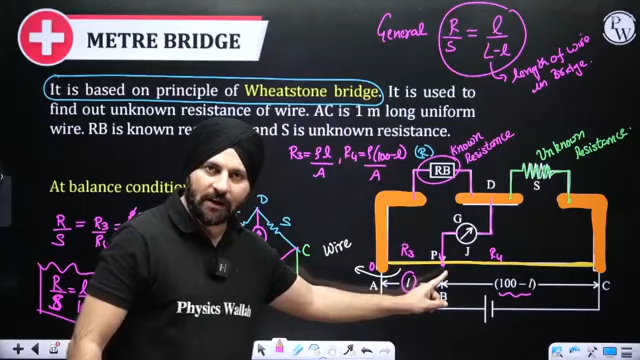 METRE BRIDGE
General R/S = l/L-l
length of wire
in Bridge.
PW
It is based on principle of Wheatstone bridge. It is used
to find out unknown resistance of wire. AC is 1 m long uniform
wire. RB is known and S is unknown resistance.
R3 = ρl/A , R4 = ρ(100-l)/A
(R)
RB
Known
Resistance
Unknown
Resistance.
S
D
G
J
P
R3
R4
0
A
l
B
(100 – l)
C
At balance
R/S = R3/R4
D
S
C
wire
Physics Wallah